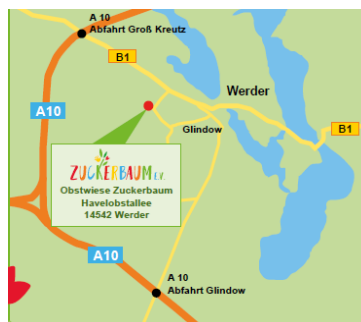 A 10
Abfahrt Groß Kreutz
B1
Werder
A10
B1
Glindow
ZUCKERBAUM E.V.
Obstwiese Zuckerbaum
Havelobstallee
14542 Werder
A10
A 10
Abfahrt Glindow